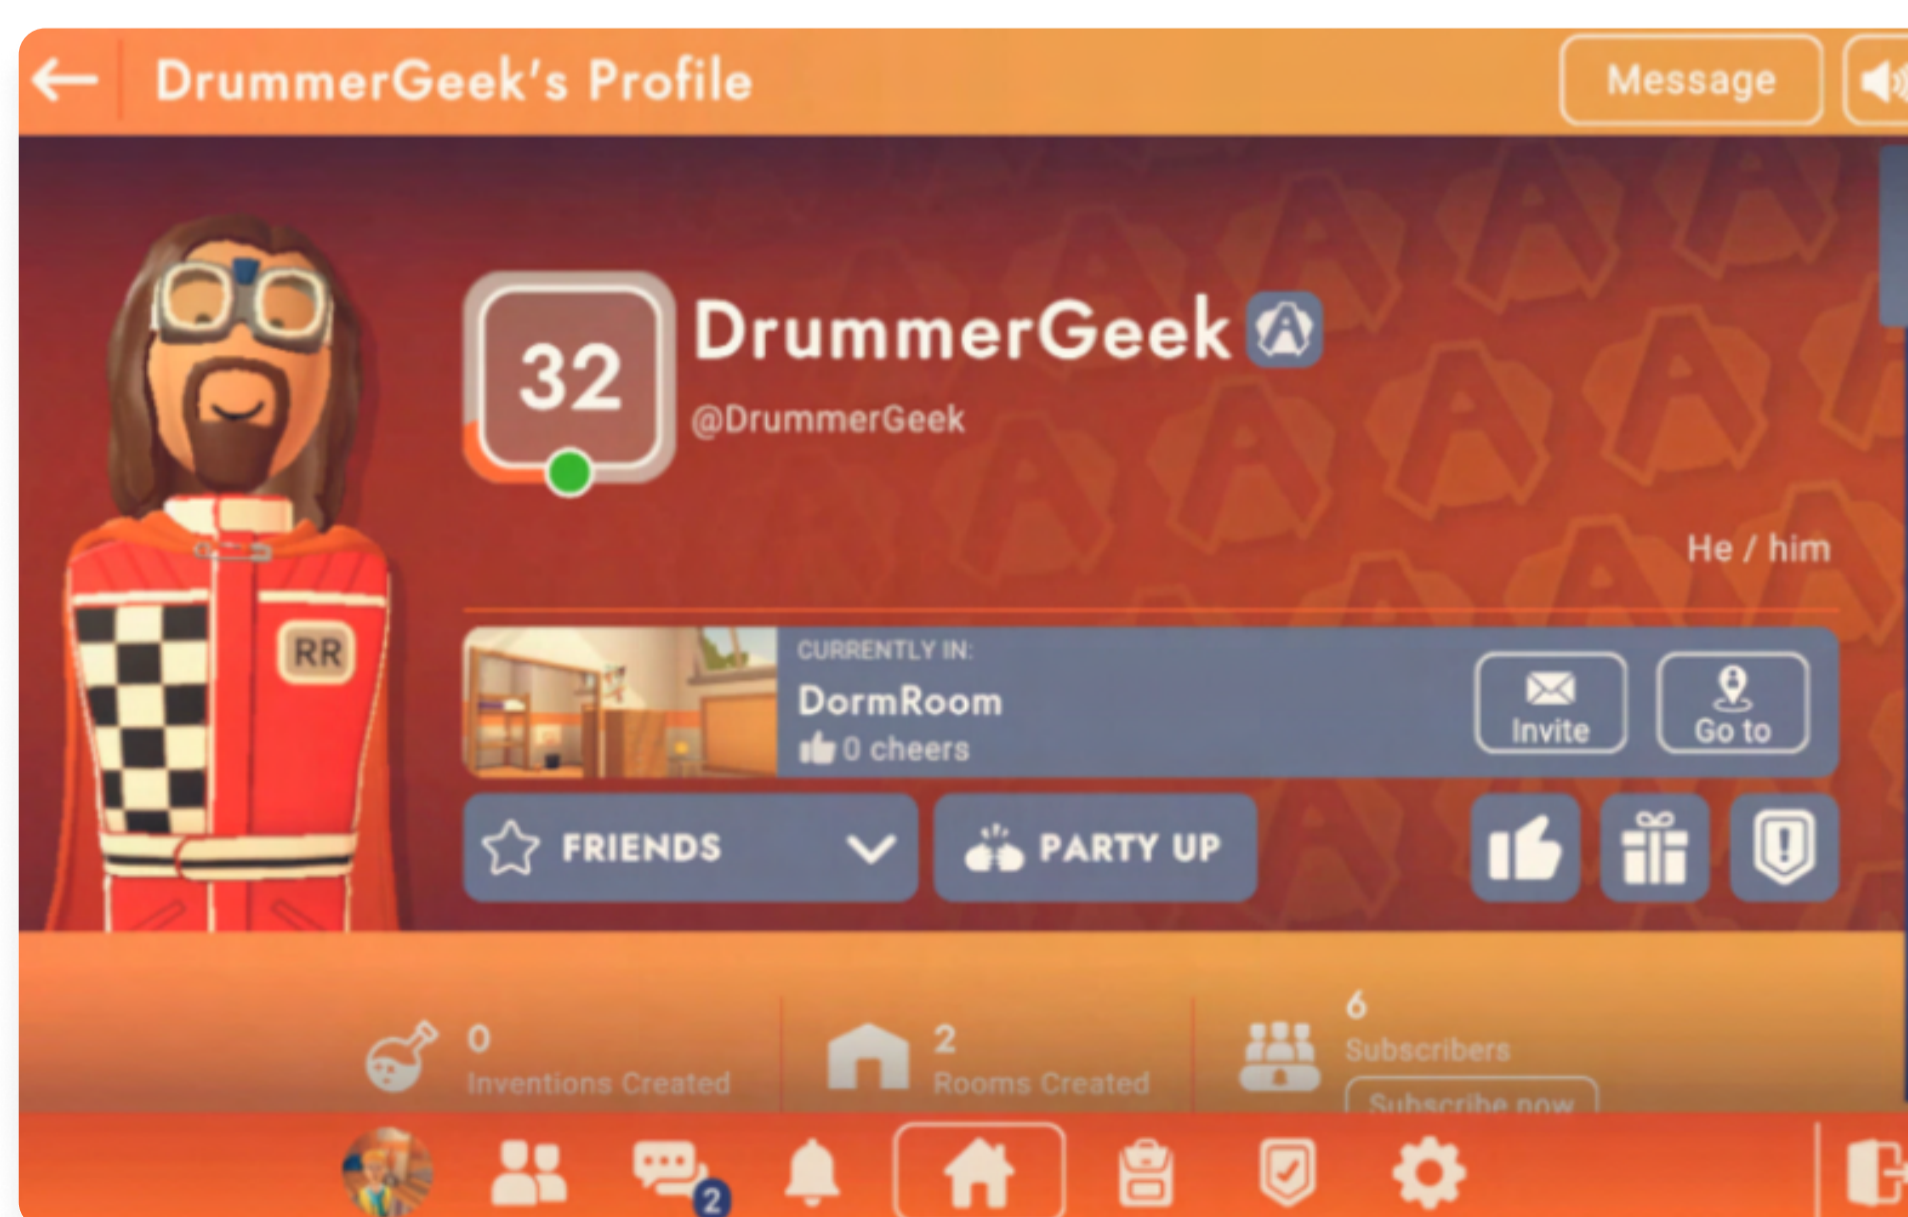 DrummerGeek's Profile
Message
32
DrummerGeek
@DrummerGeek
He / him
RR
CURRENTLY IN:
DormRoom
0 cheers
Invite
Go to
FRIENDS
PARTY UP
0
Inventions Created
2
Rooms Created
6
Subscribers
Subscribe now
2